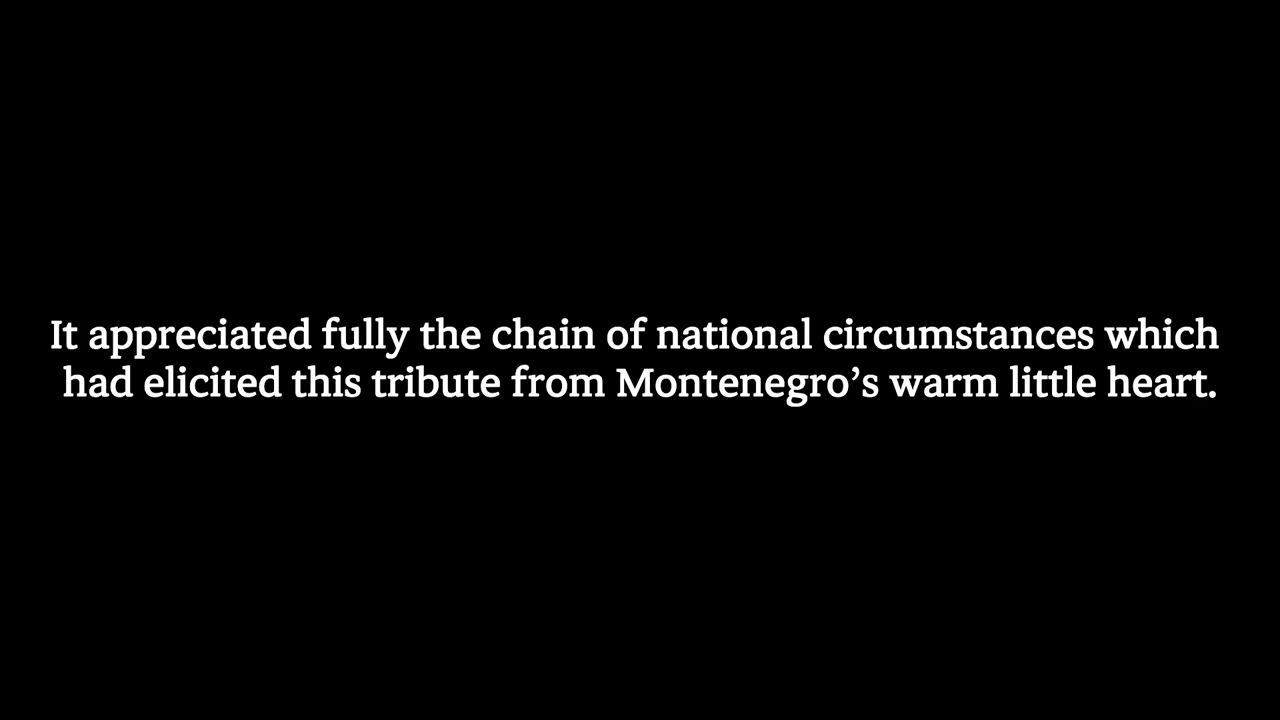 It appreciated fully the chain of national circumstances which
had elicited this tribute from Montenegro’s warm little heart.